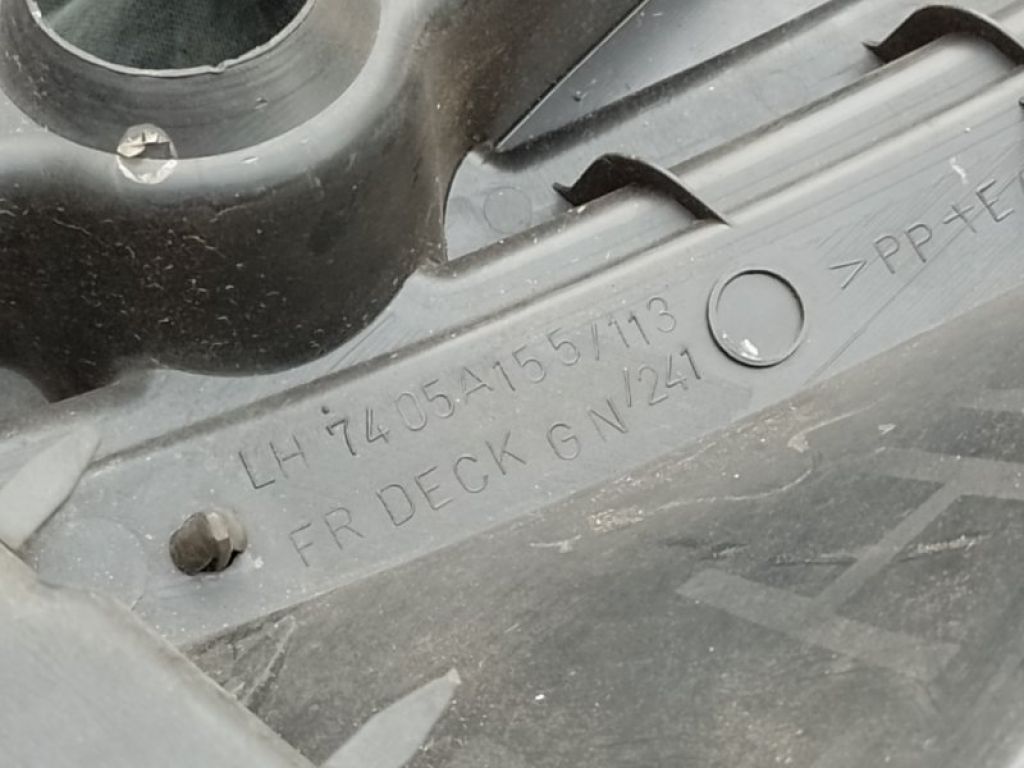 LH 7405A155/113
FR DECK GN/241
>PP+E